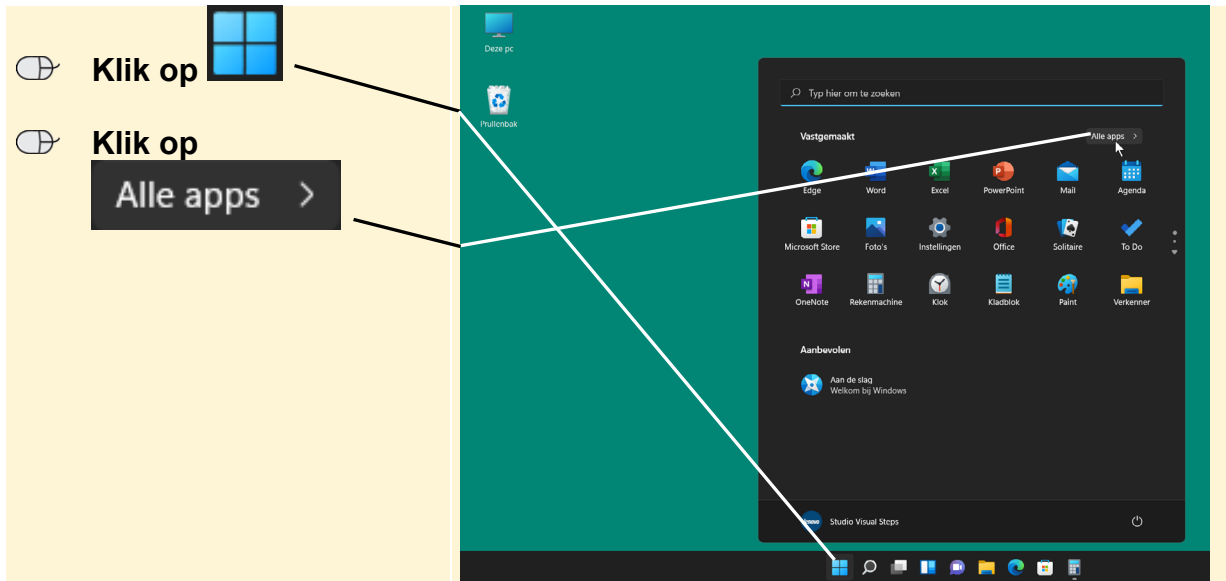 Klik op
Klik op
Alle apps >
Deze pc
Prullenbak
Typ hier om te zoeken
Vastgemaakt
Alle apps >
Edge Word Excel PowerPoint Mail Agenda
Microsoft Store Foto's Instellingen Office Solitaire To Do
OneNote Rekenmachine Klok Kladblok Paint Verkenner
Aanbevolen
Aan de slag
Welkom bij Windows
Studio Visual Steps